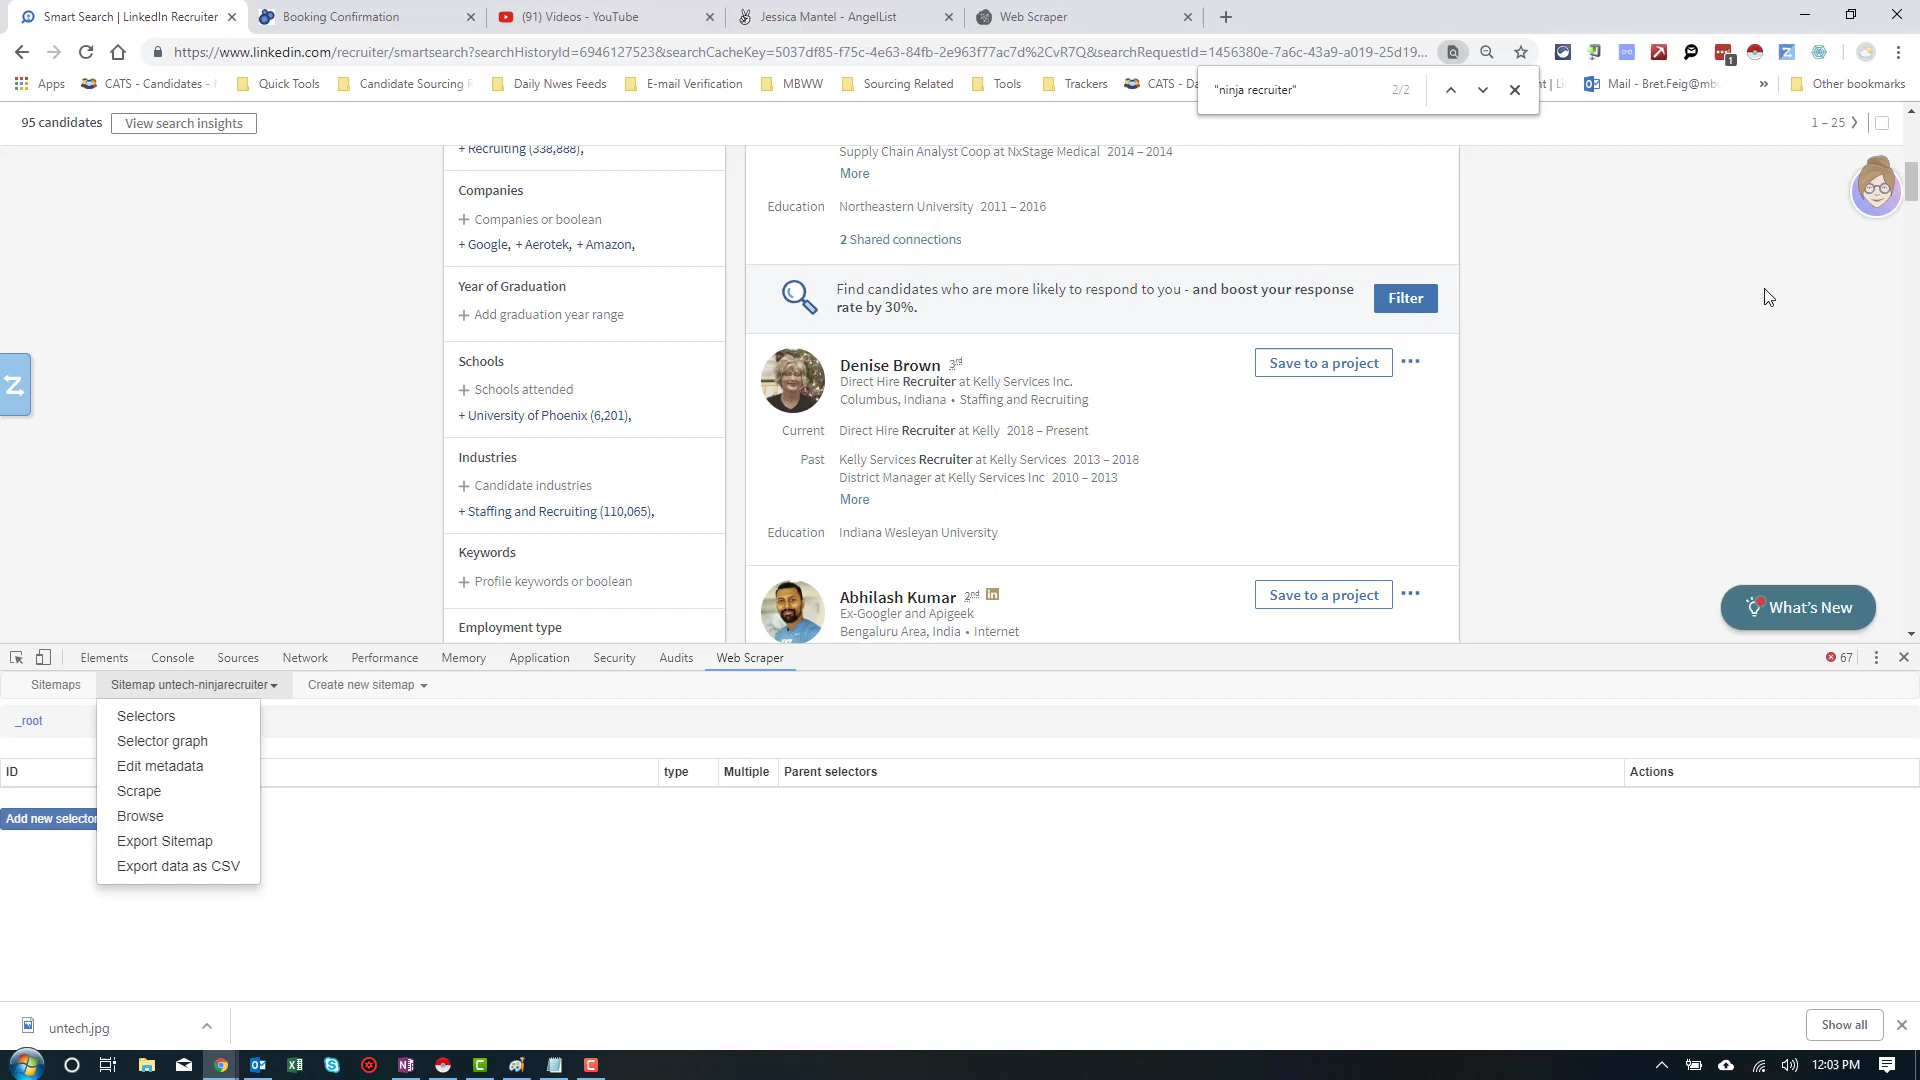 Smart Search | LinkedIn Recruiter
Booking Confirmation
(91) Videos - YouTube
Jessica Mantel - AngelList
Web Scraper
https://www.linkedin.com/recruiter/smartsearch?searchHistoryId=6946127523&searchCacheKey=5037df85-f75c-4e63-84fb-2e963f77ac7d%2CvR7Q&searchRequestId=1456380e-7a6c-43a9-a019-25d19...
Apps
CATS - Candidates -
Quick Tools
Candidate Sourcing
Daily Nwes Feeds
E-mail Verification
MBWW
Sourcing Related
Tools
Trackers
CATS - Da
Mail - Bret.Feig@mb
»
Other bookmarks
"ninja recruiter"
2/2
95 candidates
View search insights
1 – 25
+ Recruiting (338,888),
Companies
+ Companies or boolean
+ Google, + Aerotek, + Amazon,
Year of Graduation
+ Add graduation year range
Schools
+ Schools attended
+ University of Phoenix (6,201),
Industries
+ Candidate industries
+ Staffing and Recruiting (110,065),
Keywords
+ Profile keywords or boolean
Employment type
Supply Chain Analyst Coop at NxStage Medical 2014 – 2014
More
Education Northeastern University 2011 – 2016
2 Shared connections
Find candidates who are more likely to respond to you - and boost your response
rate by 30%.
Filter
Denise Brown 3rd
Save to a project
Direct Hire Recruiter at Kelly Services Inc.
Columbus, Indiana • Staffing and Recruiting
Current Direct Hire Recruiter at Kelly 2018 – Present
Past Kelly Services Recruiter at Kelly Services 2013 – 2018
District Manager at Kelly Services Inc 2010 – 2013
More
Education Indiana Wesleyan University
Abhilash Kumar 2nd in
Save to a project
Ex-Googler and Apigeek
Bengaluru Area, India • Internet
What's New
Elements
Console
Sources
Network
Performance
Memory
Application
Security
Audits
Web Scraper
67
Sitemaps
Sitemap untech-ninjarecruiter
Create new sitemap
_root
Selectors
Selector graph
Edit metadata
Scrape
Browse
Export Sitemap
Export data as CSV
ID
type
Multiple
Parent selectors
Actions
Add new selector
untech.jpg
Show all
12:03 PM